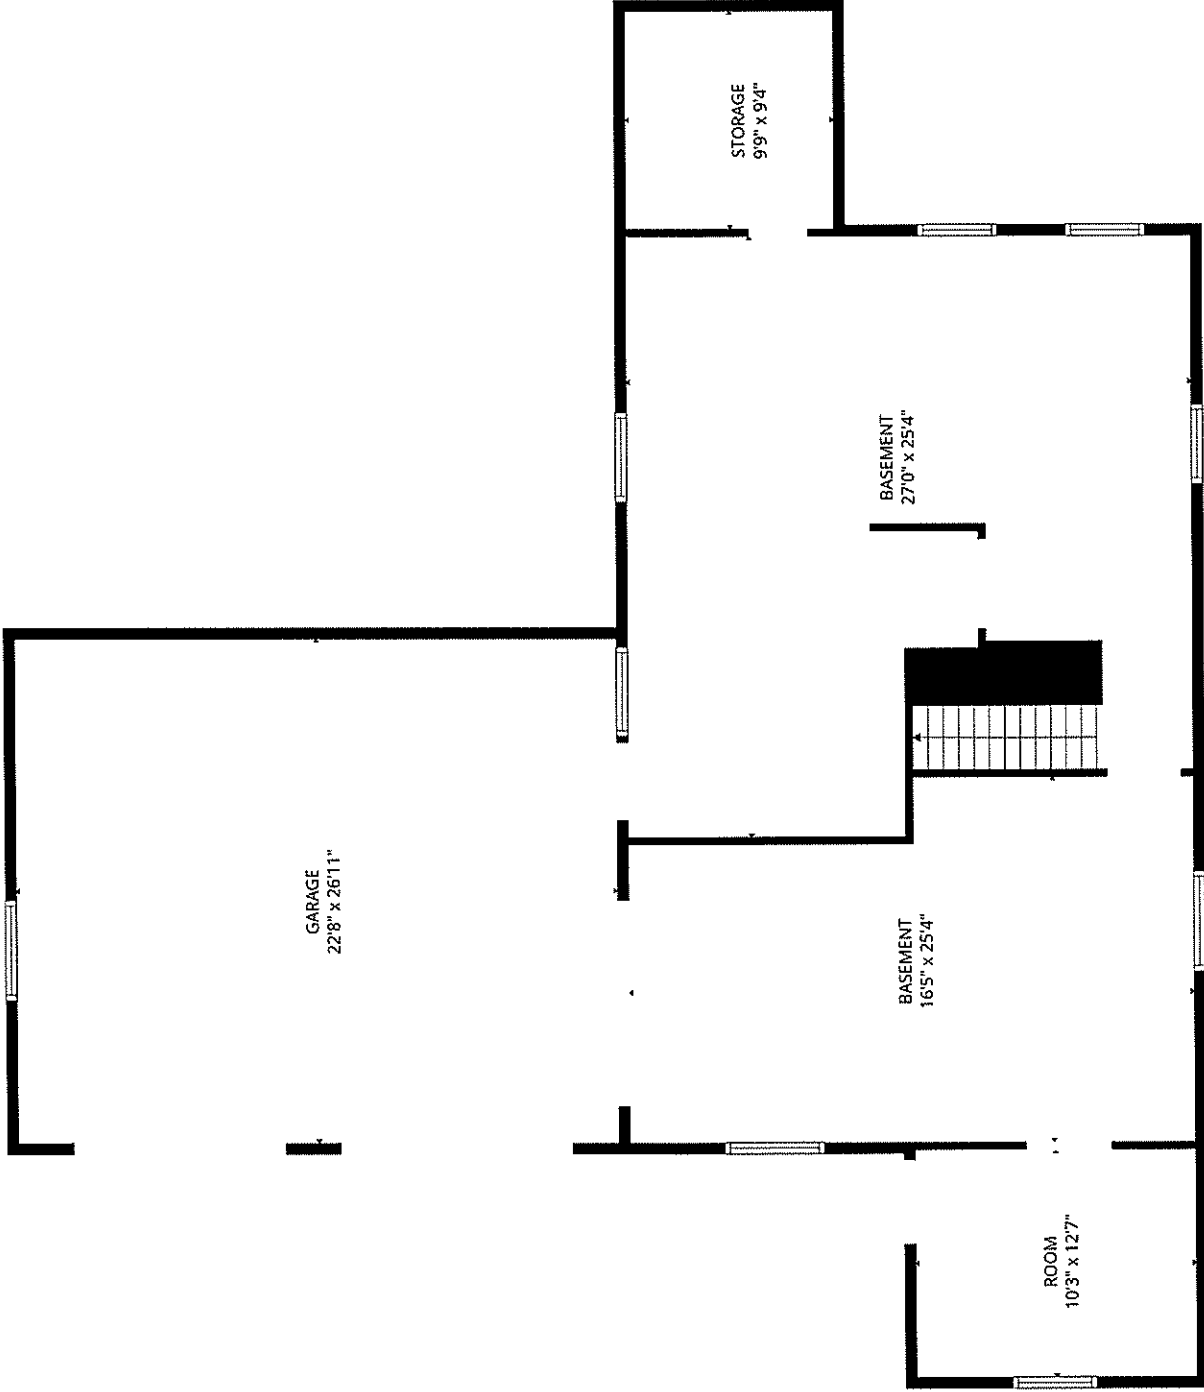 STORAGE
9'9" x 9'4"
BASEMENT
27'0" x 25'4"
GARAGE
22'8" x 26'11"
BASEMENT
16'5" x 25'4"
ROOM
10'3" x 12'7"